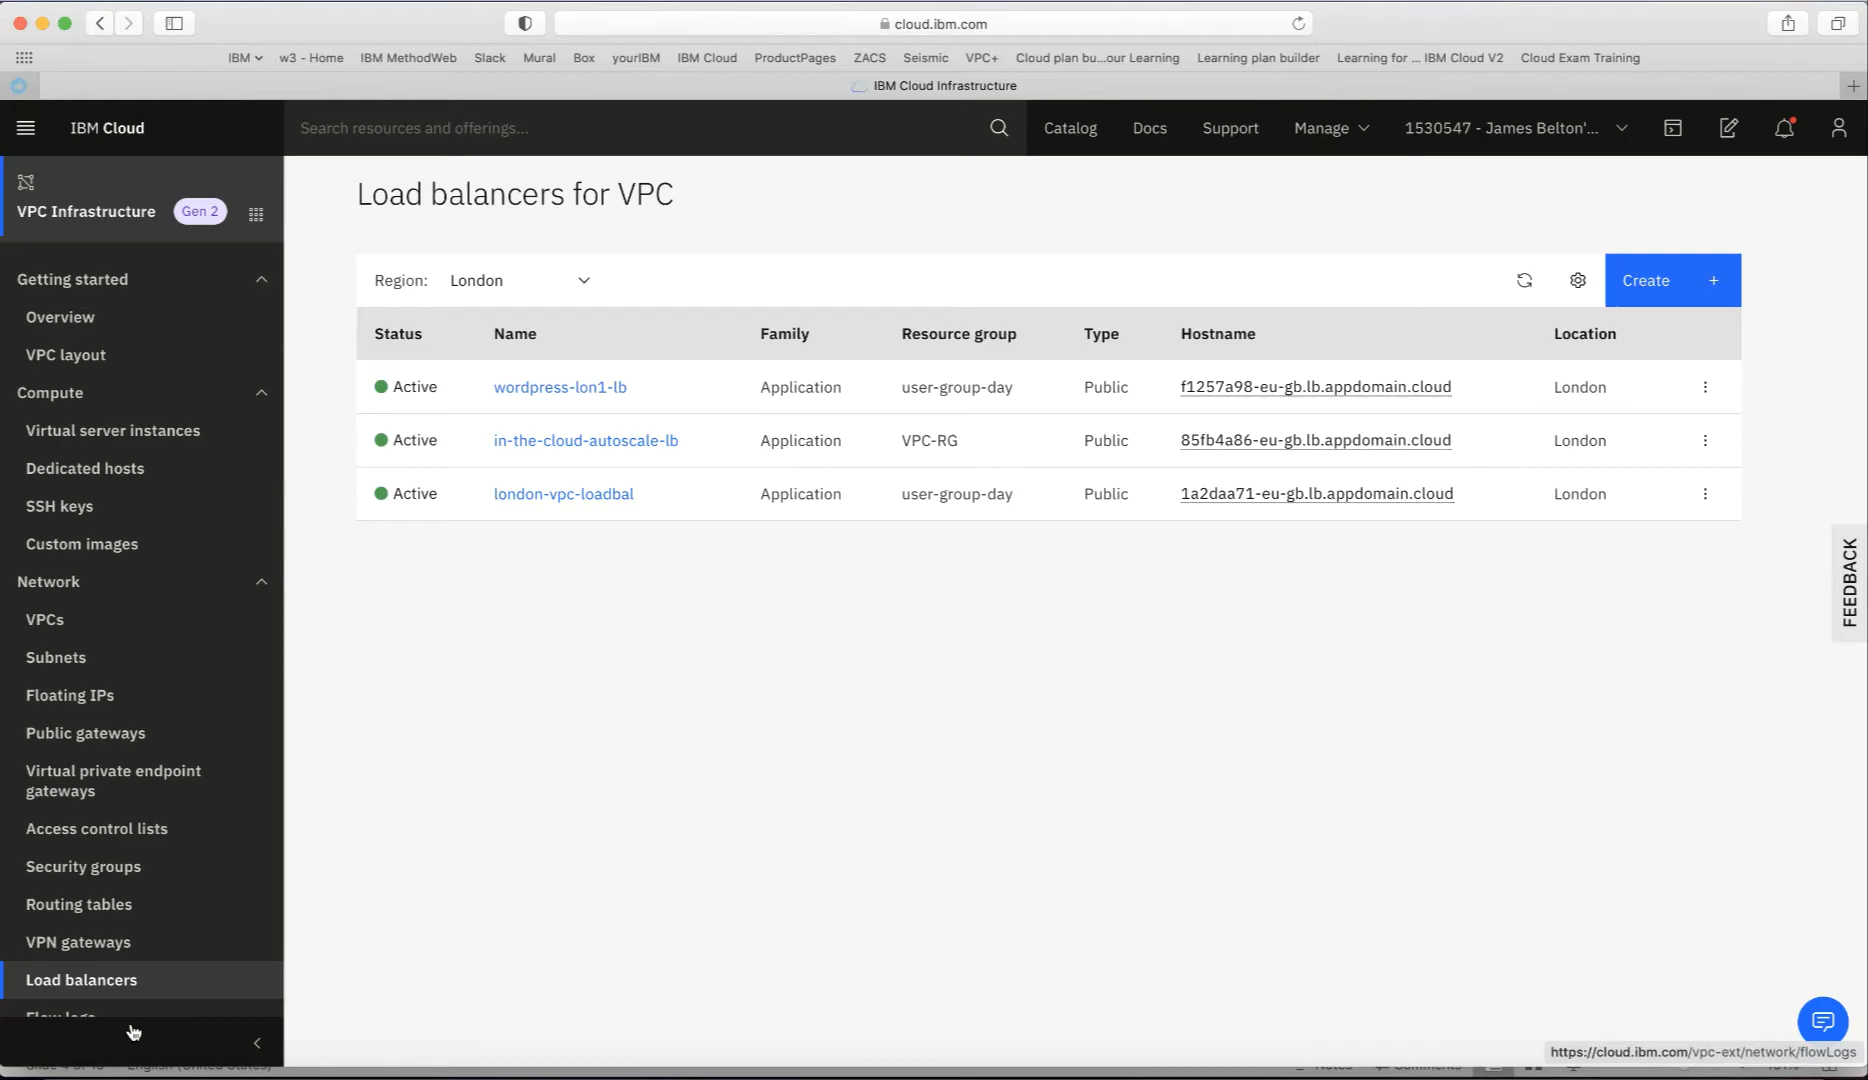 cloud.ibm.com
IBM w3 - Home IBM MethodWeb Slack Mural Box yourIBM IBM Cloud ProductPages ZACS Seismic VPC+ Cloud plan bu...our Learning Learning plan builder Learning for ... IBM Cloud V2 Cloud Exam Training
IBM Cloud Infrastructure
IBM Cloud
Search resources and offerings...
Catalog Docs Support Manage 1530547 - James Belton'...
VPC Infrastructure Gen 2
Getting started
Overview
VPC layout
Compute
Virtual server instances
Dedicated hosts
SSH keys
Custom images
Network
VPCs
Subnets
Floating IPs
Public gateways
Virtual private endpoint
gateways
Access control lists
Security groups
Routing tables
VPN gateways
Load balancers
Flow logs
Load balancers for VPC
Region: London
Create +
Status Name Family Resource group Type Hostname Location
Active wordpress-lon1-lb Application user-group-day Public f1257a98-eu-gb.lb.appdomain.cloud London
Active in-the-cloud-autoscale-lb Application VPC-RG Public 85fb4a86-eu-gb.lb.appdomain.cloud London
Active london-vpc-loadbal Application user-group-day Public 1a2daa71-eu-gb.lb.appdomain.cloud London
FEEDBACK
https://cloud.ibm.com/vpc-ext/network/flowLogs
English (United States)
Notes Comments